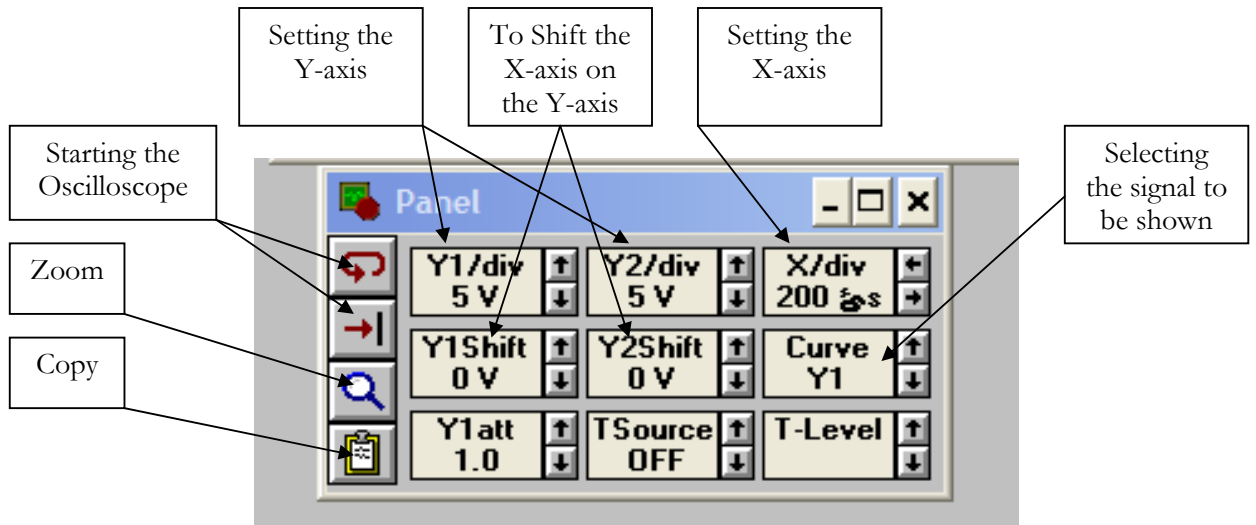 Setting the
Y-axis
To Shift the
X-axis on
the Y-axis
Setting the
X-axis
Starting the
Oscilloscope
Selecting
the signal to
be shown
Zoom
Copy
Panel
Y1/div
5 V
Y2/div
5 V
X/div
200 s
Y1Shift
0 V
Y2Shift
0 V
Curve
Y1
Y1att
1.0
TSource
OFF
T-Level